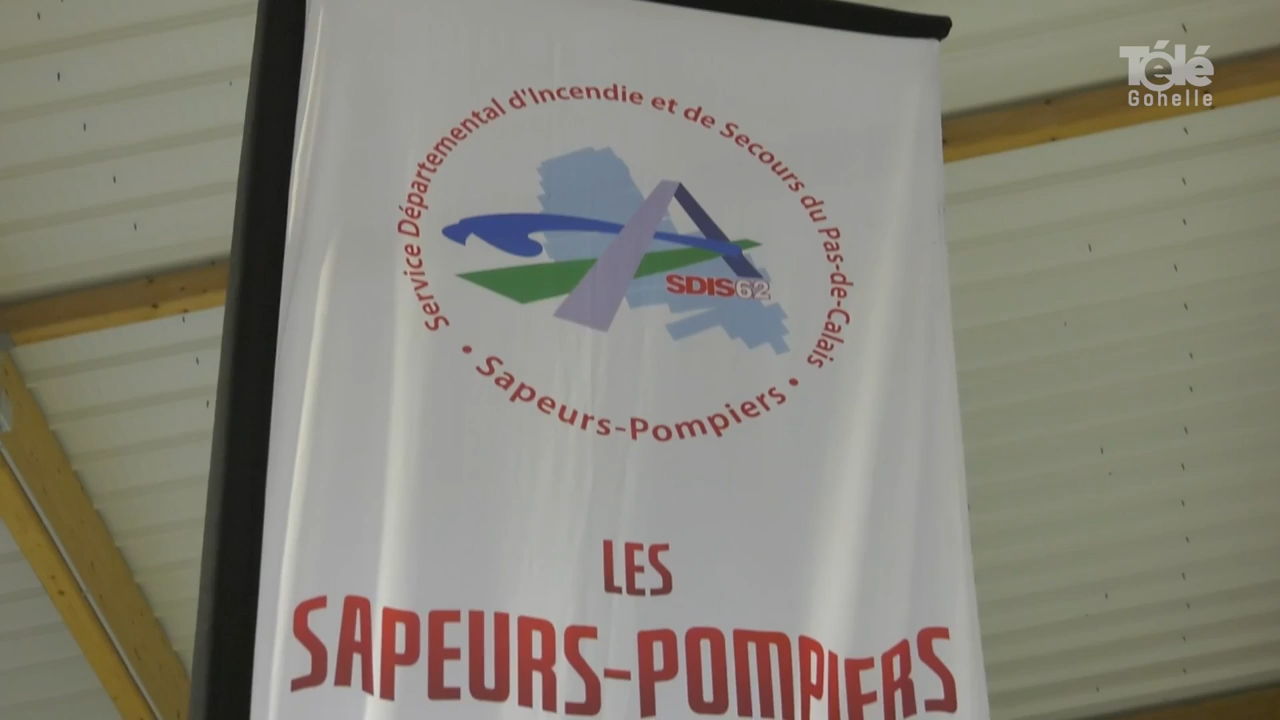 Télé
Gohelle
Service Départemental d'Incendie et de Secours du Pas-de-Calais
SDIS62
• Sapeurs-Pompiers •
LES
SAPEURS-POMPIERS